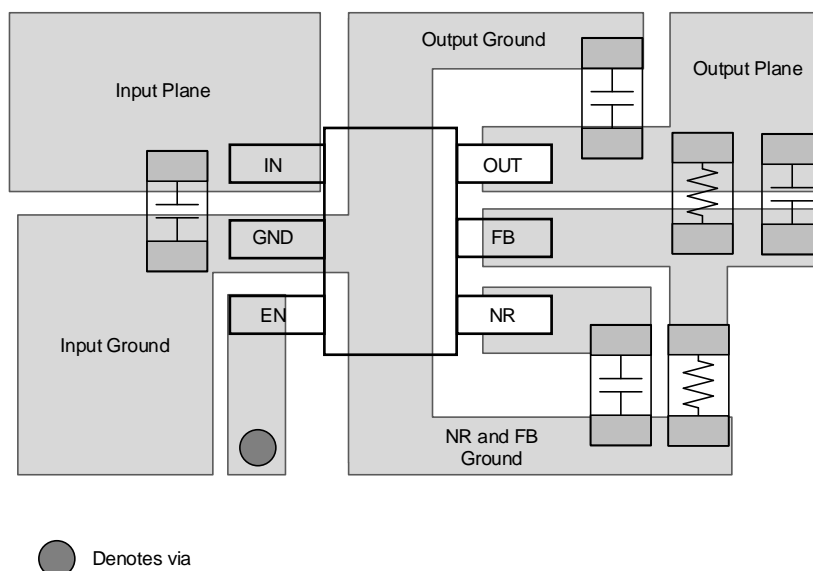 Output Ground
Output Plane
Input Plane
IN
OUT
GND
FB
EN
NR
Input Ground
NR and FB
Ground
Denotes via